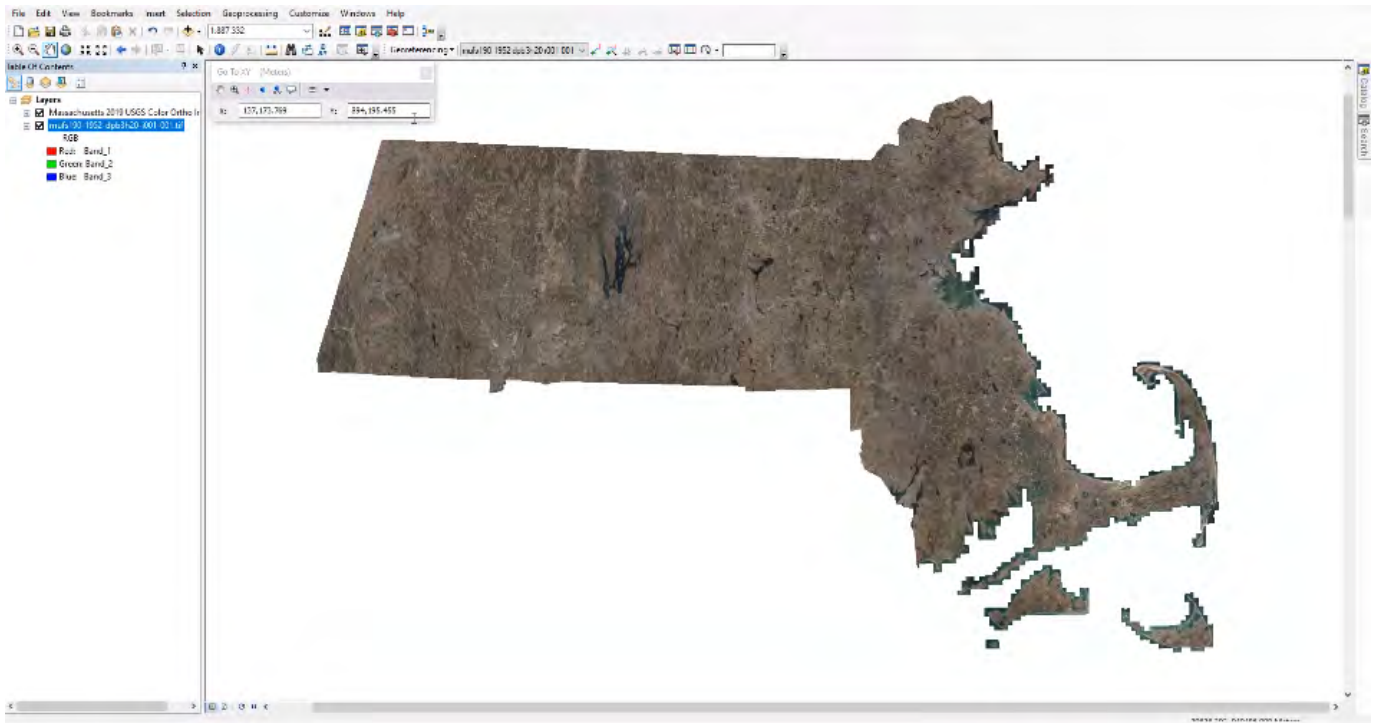 File Edit View Bookmarks Insert Selection Geoprocessing Customize Windows Help
1:887,332
Georeferencing
Table Of Contents
Go To XY (Meters)
Layers
X: 137,173.769 Y: 894,195.455
Massachusetts 2019 USGS Color Ortho Ir
RGB
Red: Band_1
Green: Band_2
Blue: Band_3
Catalog
Search